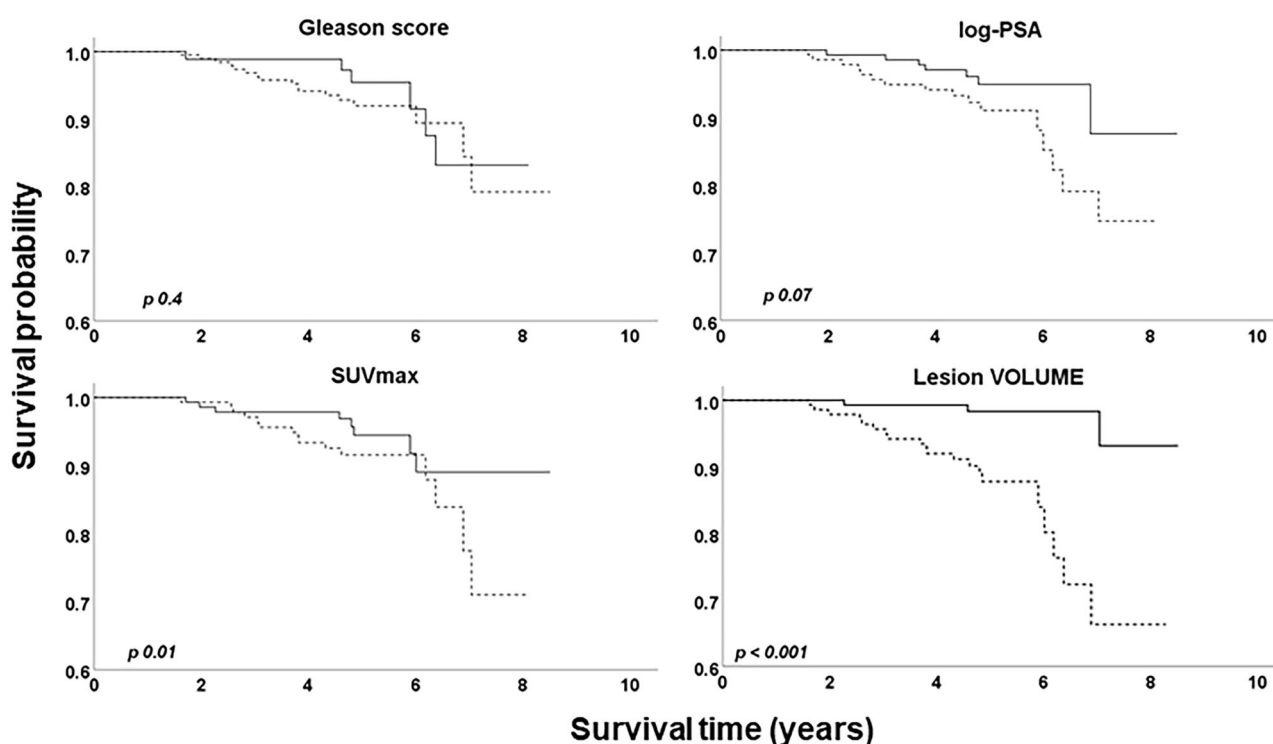 Gleason score
log-PSA
1.0
0.9
0.8
0.7
0.6
p 0.4
0 2 4 6 8 10
1.0
0.9
0.8
0.7
0.6
p 0.07
0 2 4 6 8 10
SUVmax
Lesion VOLUME
1.0
0.9
0.8
0.7
0.6
p 0.01
0 2 4 6 8 10
1.0
0.9
0.8
0.7
0.6
p < 0.001
0 2 4 6 8 10
Survival probability
Survival time (years)